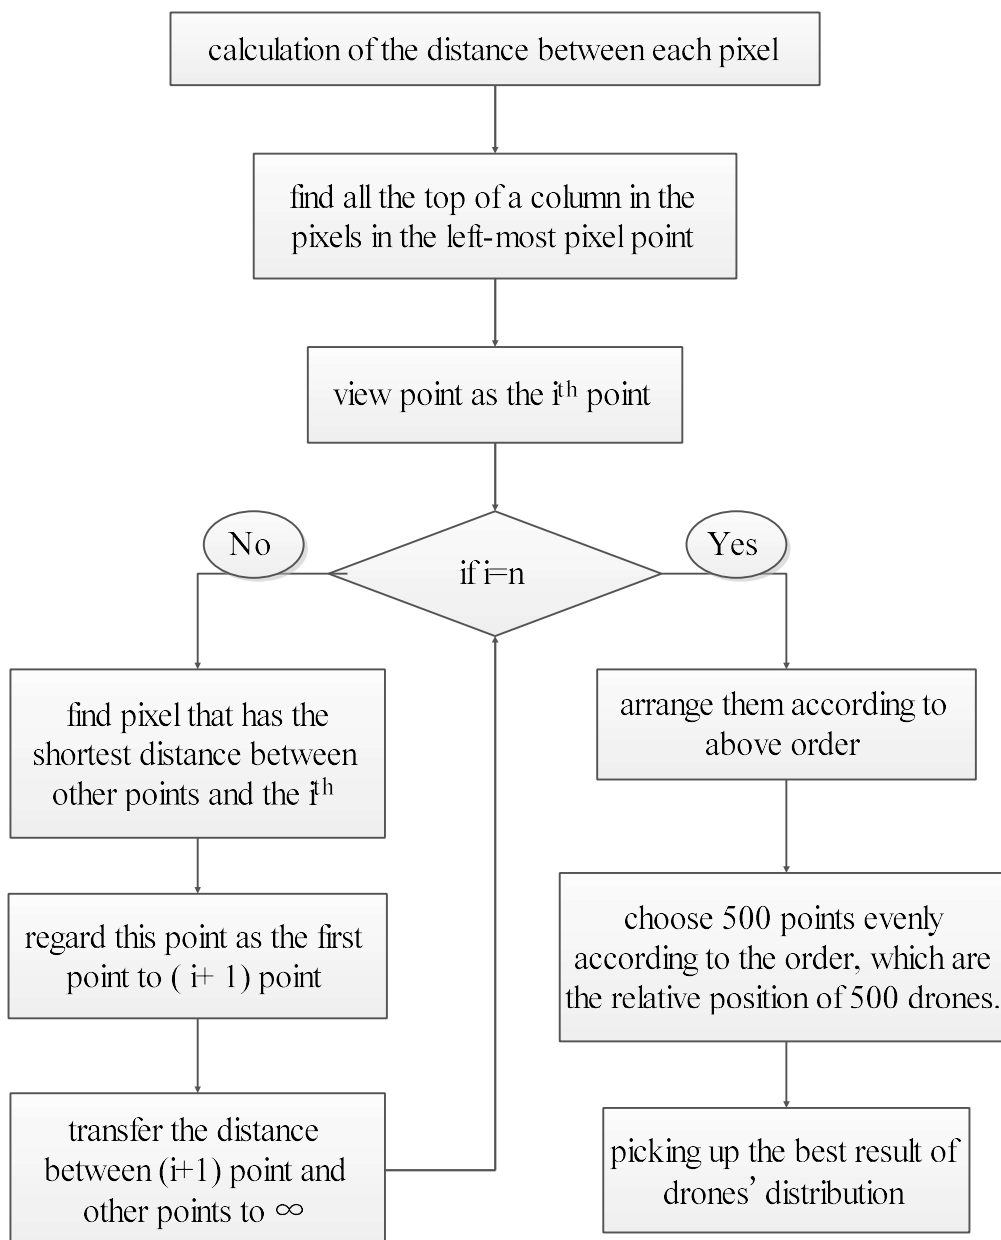 calculation of the distance between each pixel
find all the top of a column in the
pixels in the left-most pixel point
view point as the iᵗʰ point
if i=n
No
Yes
find pixel that has the
shortest distance between
other points and the iᵗʰ
regard this point as the first
point to ( i+ 1) point
transfer the distance
between (i+1) point and
other points to ∞
arrange them according to
above order
choose 500 points evenly
according to the order, which are
the relative position of 500 drones.
picking up the best result of
drones’ distribution